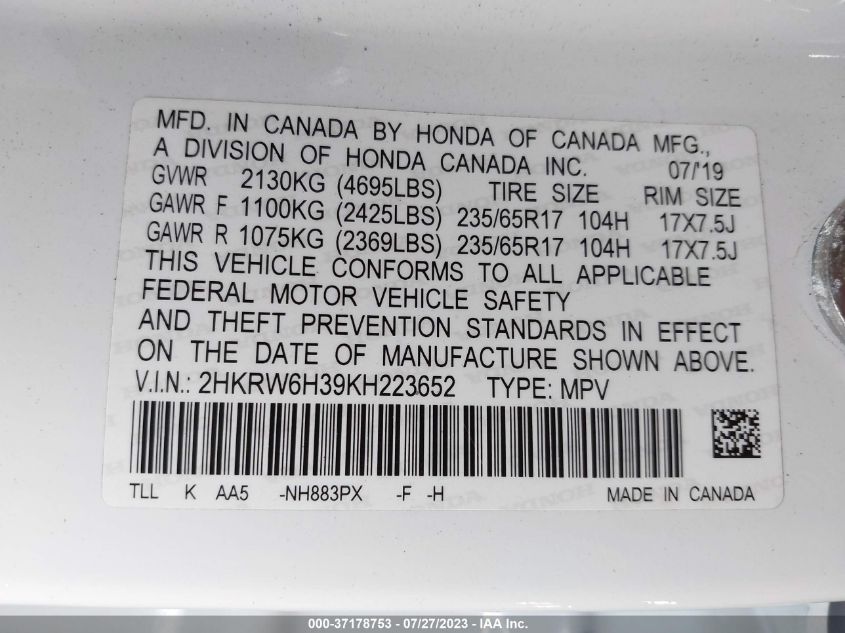 MFD. IN CANADA BY HONDA OF CANADA MFG.,
A DIVISION OF HONDA CANADA INC. 07/'19
GVWR 2130KG (4695LBS) TIRE SIZE RIM SIZE
GAWR F 1100KG (2425LBS) 235/65R17 104H 17X7.5J
GAWR R 1075KG (2369LBS) 235/65R17 104H 17X7.5J
THIS VEHICLE CONFORMS TO ALL APPLICABLE
FEDERAL MOTOR VEHICLE SAFETY
AND THEFT PREVENTION STANDARDS IN EFFECT
ON THE DATE OF MANUFACTURE SHOWN ABOVE.
V.I.N.: 2HKRW6H39KH223652 TYPE: MPV
TLL K AA5 -NH883PX -F -H MADE IN CANADA
000-37178753 - 07/27/2023 - IAA Inc.